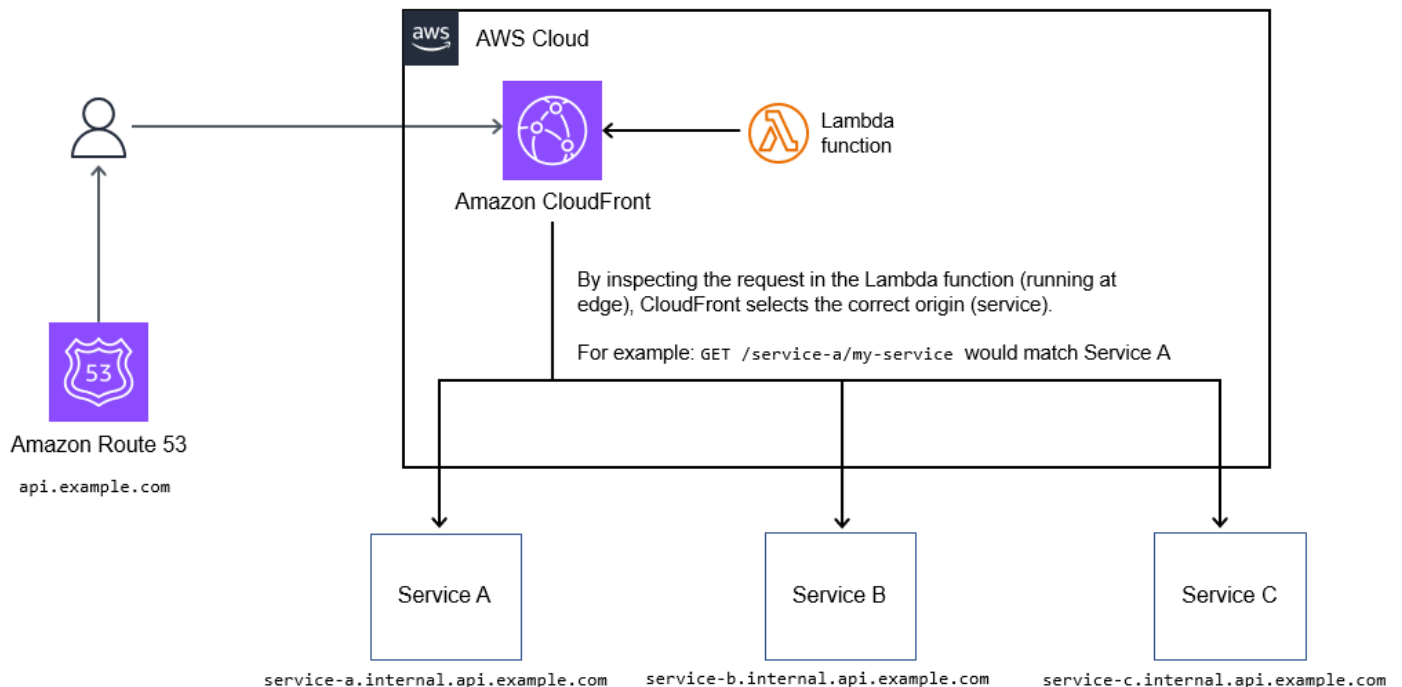 aws
AWS Cloud
Lambda
function
Amazon CloudFront
By inspecting the request in the Lambda function (running at
edge), CloudFront selects the correct origin (service).
For example: GET /service-a/my-service would match Service A
53
Amazon Route 53
api.example.com
Service A
Service B
Service C
service-a.internal.api.example.com
service-b.internal.api.example.com
service-c.internal.api.example.com